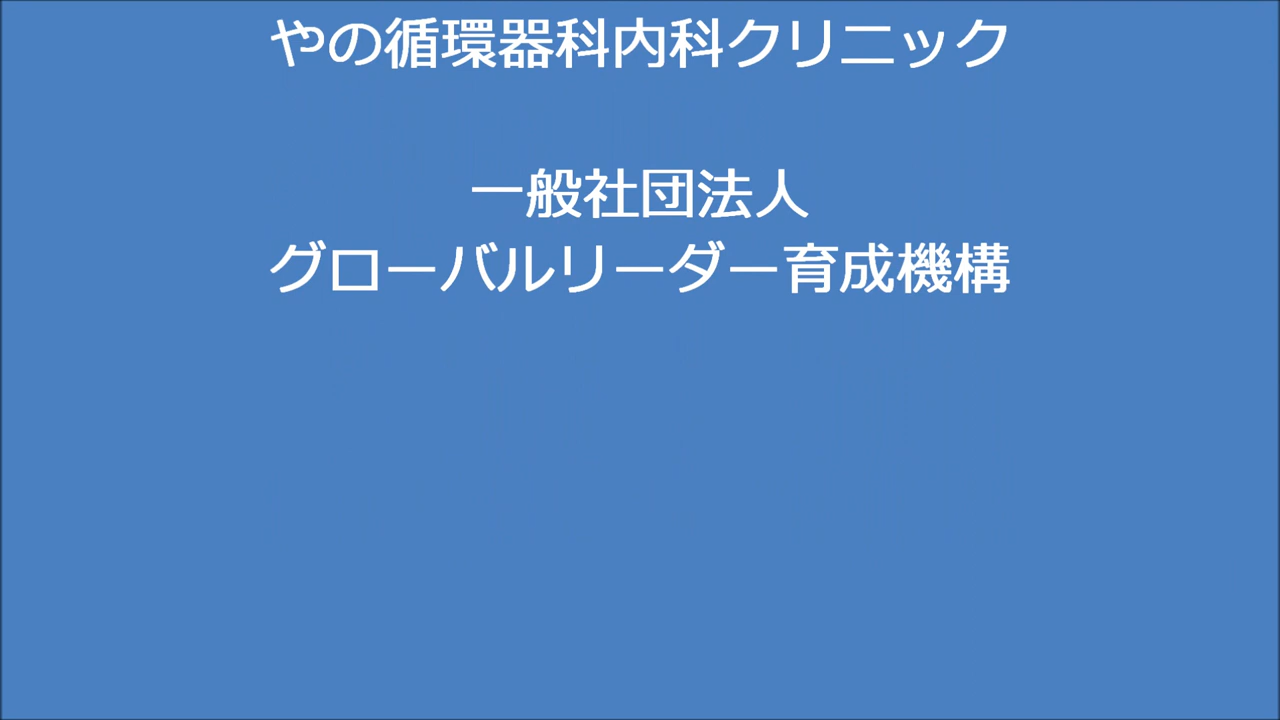 やの循環器科内科クリニック
一般社団法人
グローバルリーダー育成機構